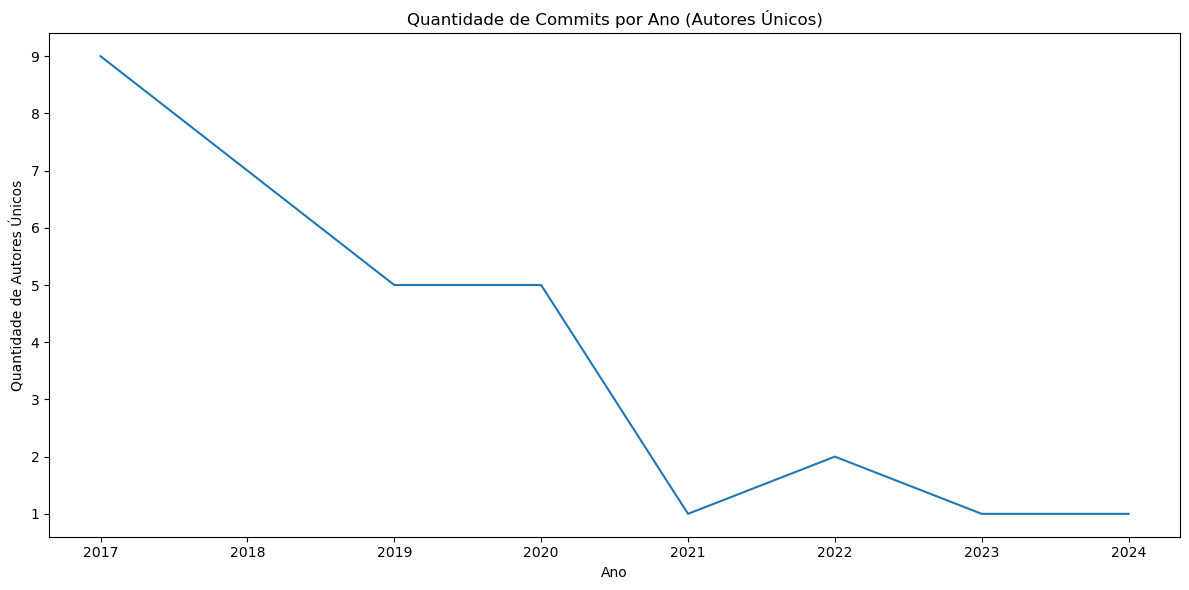 Quantidade de Commits por Ano (Autores Únicos)
Quantidade de Autores Únicos
9
8
7
6
5
4
3
2
1
2017 2018 2019 2020 2021 2022 2023 2024
Ano